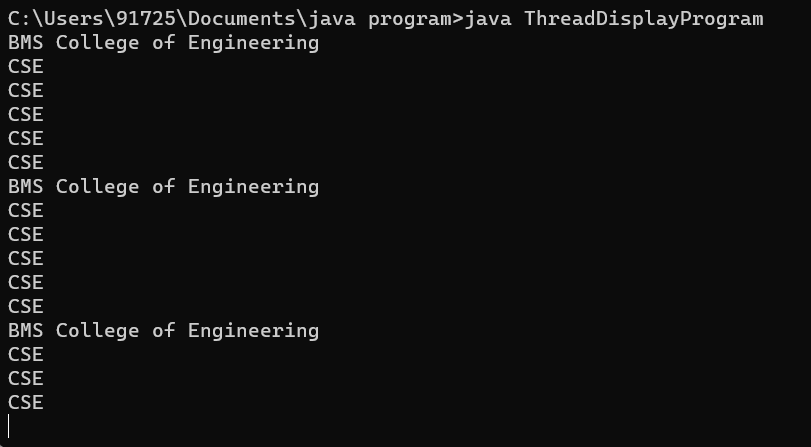 C:\Users\91725\Documents\java program>java ThreadDisplayProgram
BMS College of Engineering
CSE
CSE
CSE
CSE
CSE
BMS College of Engineering
CSE
CSE
CSE
CSE
CSE
BMS College of Engineering
CSE
CSE
CSE